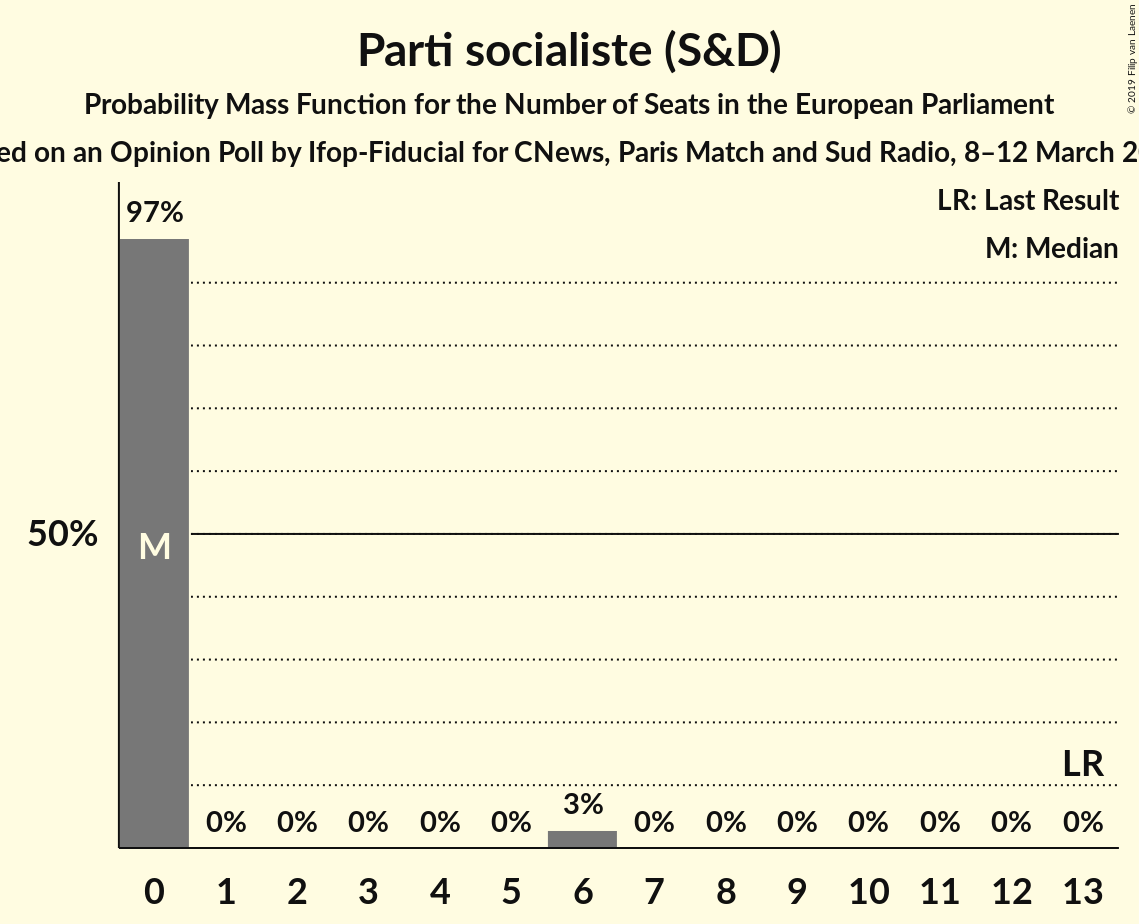 Parti socialiste (S&D)
Probability Mass Function for the Number of Seats in the European Parliament
ed on an Opinion Poll by Ifop-Fiducial for CNews, Paris Match and Sud Radio, 8–12 March 20
© 2019 Filip van Laenen
LR: Last Result
M: Median
97%
50%
M
LR
0% 0% 0% 0% 0% 3% 0% 0% 0% 0% 0% 0% 0%
0 1 2 3 4 5 6 7 8 9 10 11 12 13